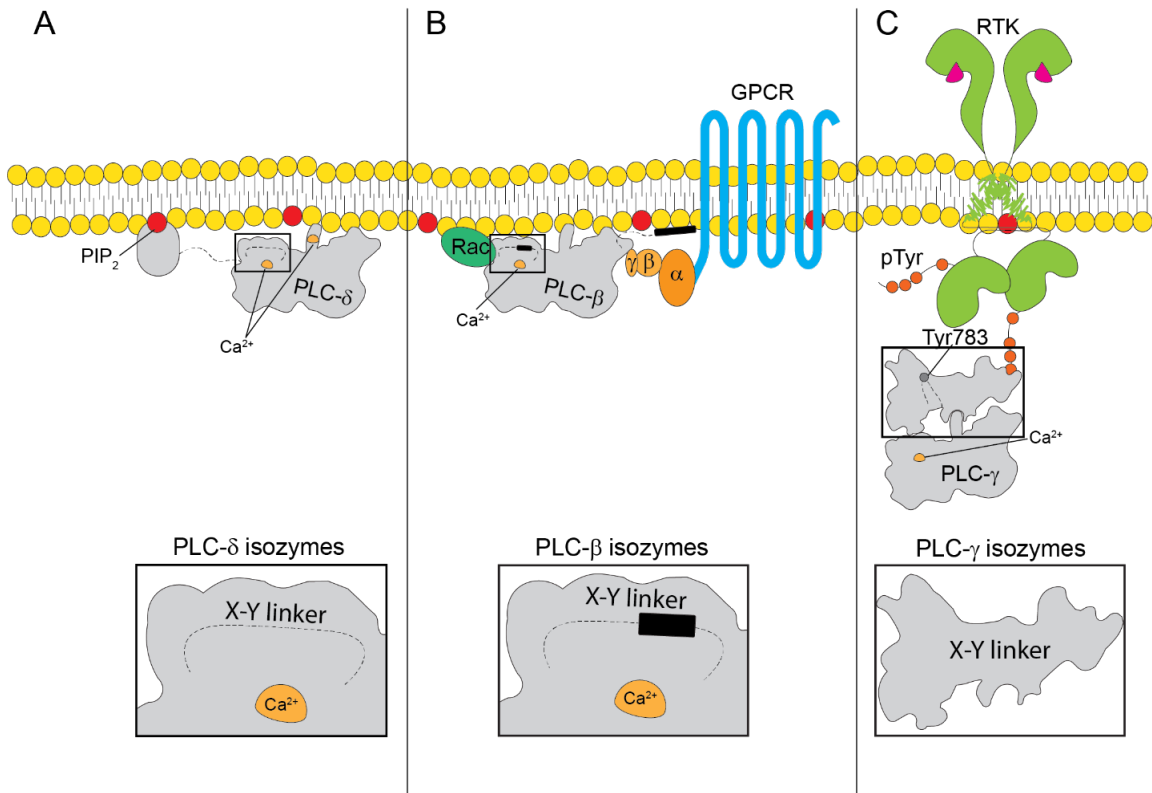 A
B
C
RTK
GPCR
PIP2
PLC-δ
Ca2+
Rac
γ
β
α
PLC-β
Ca2+
pTyr
Tyr783
Ca2+
PLC-γ
PLC-δ isozymes
X-Y linker
Ca2+
PLC-β isozymes
X-Y linker
Ca2+
PLC-γ isozymes
X-Y linker